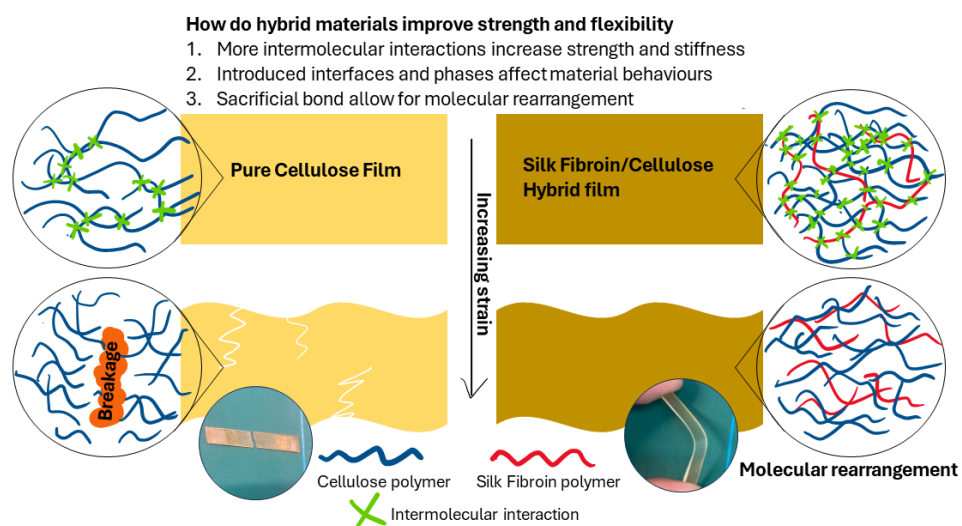 How do hybrid materials improve strength and flexibility
1. More intermolecular interactions increase strength and stiffness
2. Introduced interfaces and phases affect material behaviours
3. Sacrificial bond allow for molecular rearrangement
Pure Cellulose Film
Silk Fibroin/Cellulose
Hybrid film
Increasing strain
Breakage
Cellulose polymer
Silk Fibroin polymer
Molecular rearrangement
Intermolecular interaction